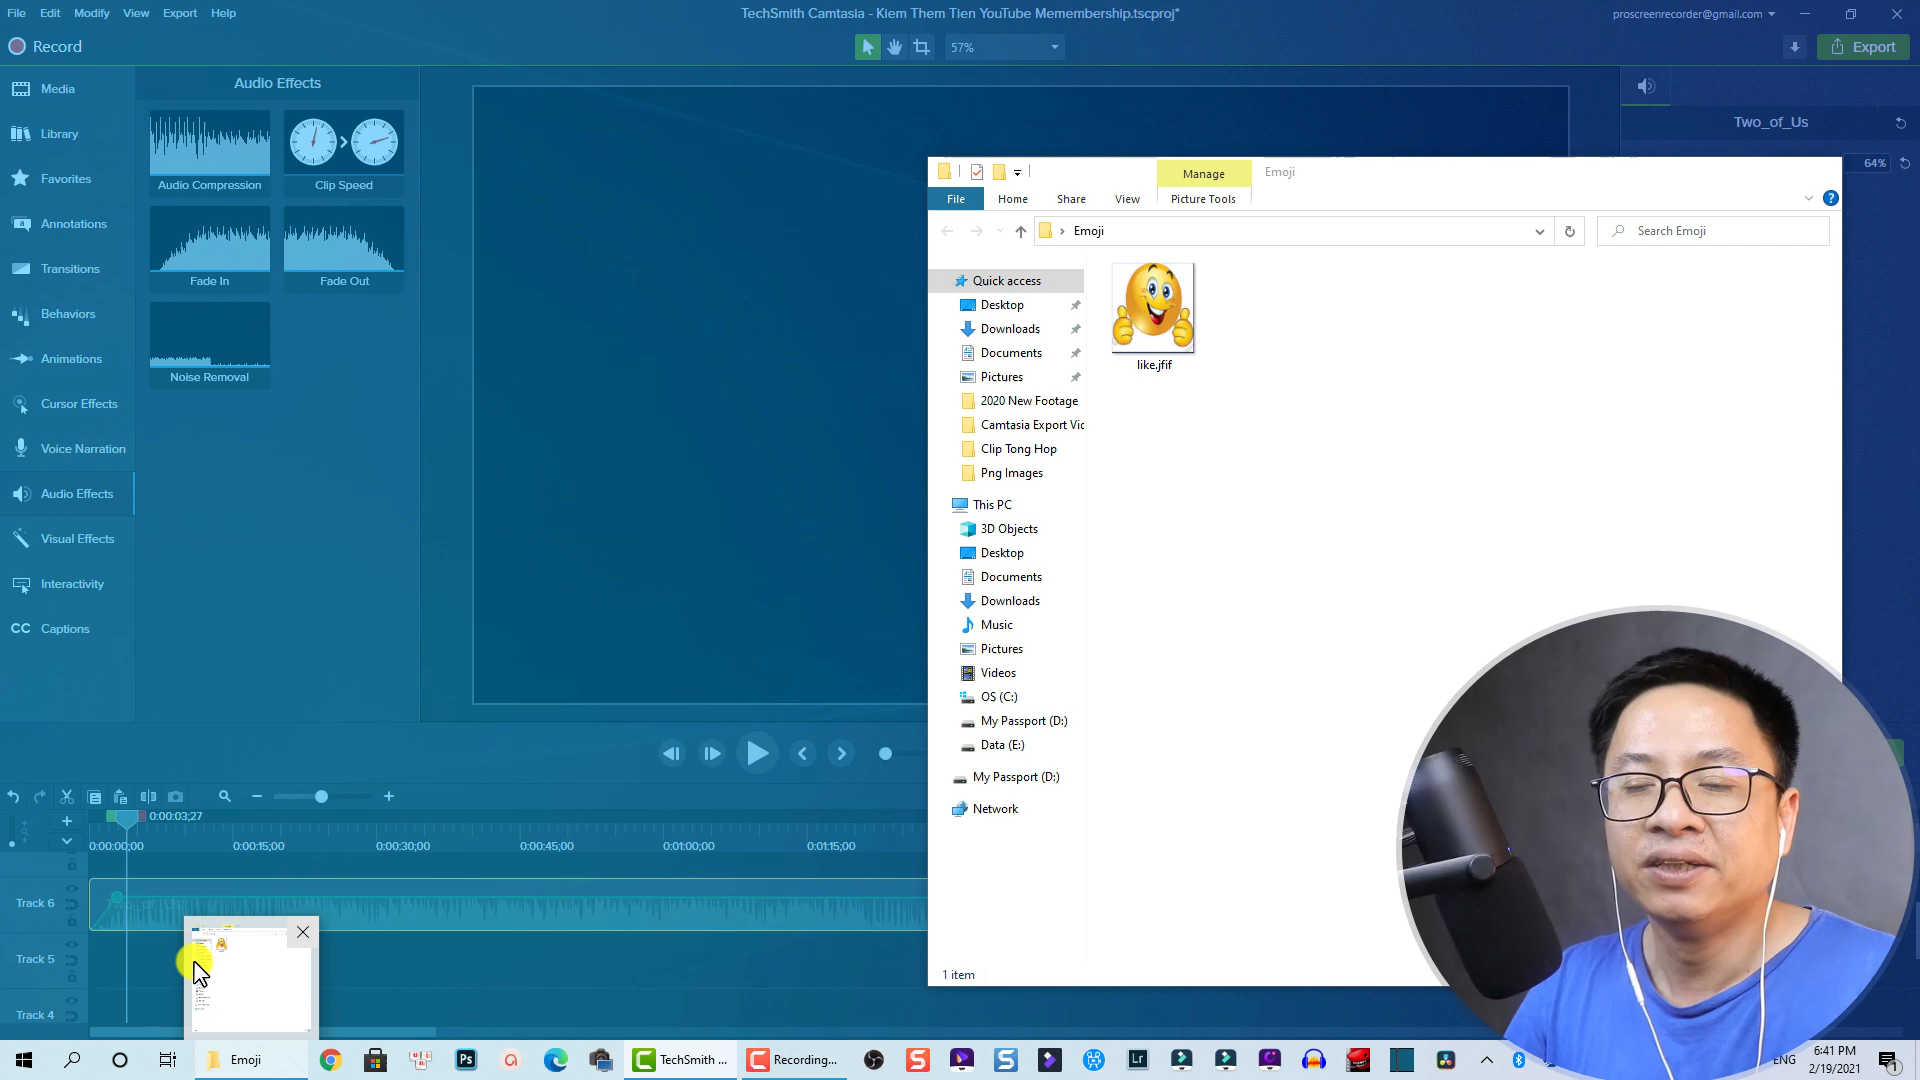 File Edit Modify View Export Help
TechSmith Camtasia - Kiem Them Tien YouTube Memembership.tscproj*
proscreenrecorder@gmail.com
Record
57%
Export
Media
Library
Favorites
Annotations
Transitions
Behaviors
Animations
Cursor Effects
Voice Narration
Audio Effects
Visual Effects
Interactivity
CC Captions
Audio Effects
Audio Compression
Clip Speed
Fade In
Fade Out
Noise Removal
Two_of_Us
64%
Manage
Emoji
File Home Share View Picture Tools
Emoji
Search Emoji
Quick access
Desktop
Downloads
Documents
Pictures
2020 New Footage
Camtasia Export Vic
Clip Tong Hop
Png Images
This PC
3D Objects
Desktop
Documents
Downloads
Music
Pictures
Videos
OS (C:)
My Passport (D:)
Data (E:)
My Passport (D:)
Network
like.jfif
1 item
0:00:03;27
0:00:00;00 0:00:15;00 0:00:30;00 0:00:45;00 0:01:00;00 0:01:15;00
Track 6
Two_of_Us
Track 5
Track 4
Emoji
Ps
TechSmith ...
Recording...
Lr
ENG
6:41 PM
2/19/2021
1